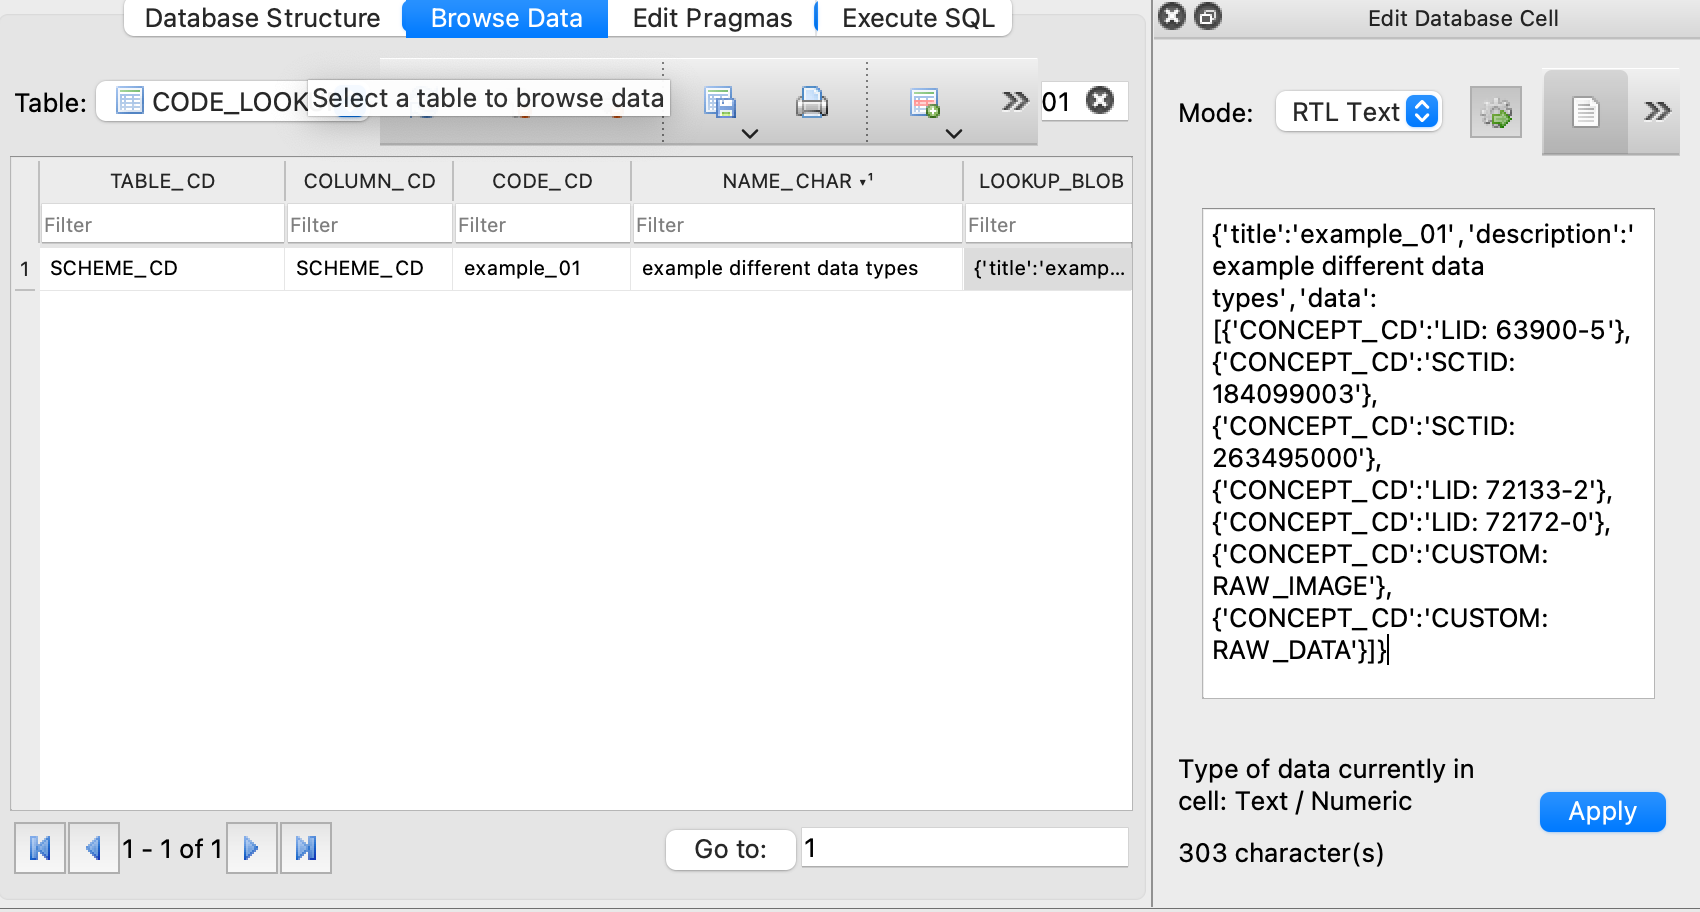 Database Structure Browse Data Edit Pragmas Execute SQL
Edit Database Cell
Table: CODE_LOOK Select a table to browse data 01
Mode: RTL Text
TABLE_CD COLUMN_CD CODE_CD NAME_CHAR ▾¹ LOOKUP_BLOB
Filter Filter Filter Filter Filter
1 SCHEME_CD SCHEME_CD example_01 example different data types {'title':'examp...
{'title':'example_01','description':'
example different data
types','data':
[{'CONCEPT_CD':'LID: 63900-5'},
{'CONCEPT_CD':'SCTID:
184099003'},
{'CONCEPT_CD':'SCTID:
263495000'},
{'CONCEPT_CD':'LID: 72133-2'},
{'CONCEPT_CD':'LID: 72172-0'},
{'CONCEPT_CD':'CUSTOM:
RAW_IMAGE'},
{'CONCEPT_CD':'CUSTOM:
RAW_DATA'}]}
Type of data currently in
cell: Text / Numeric
Apply
303 character(s)
1 - 1 of 1 Go to: 1